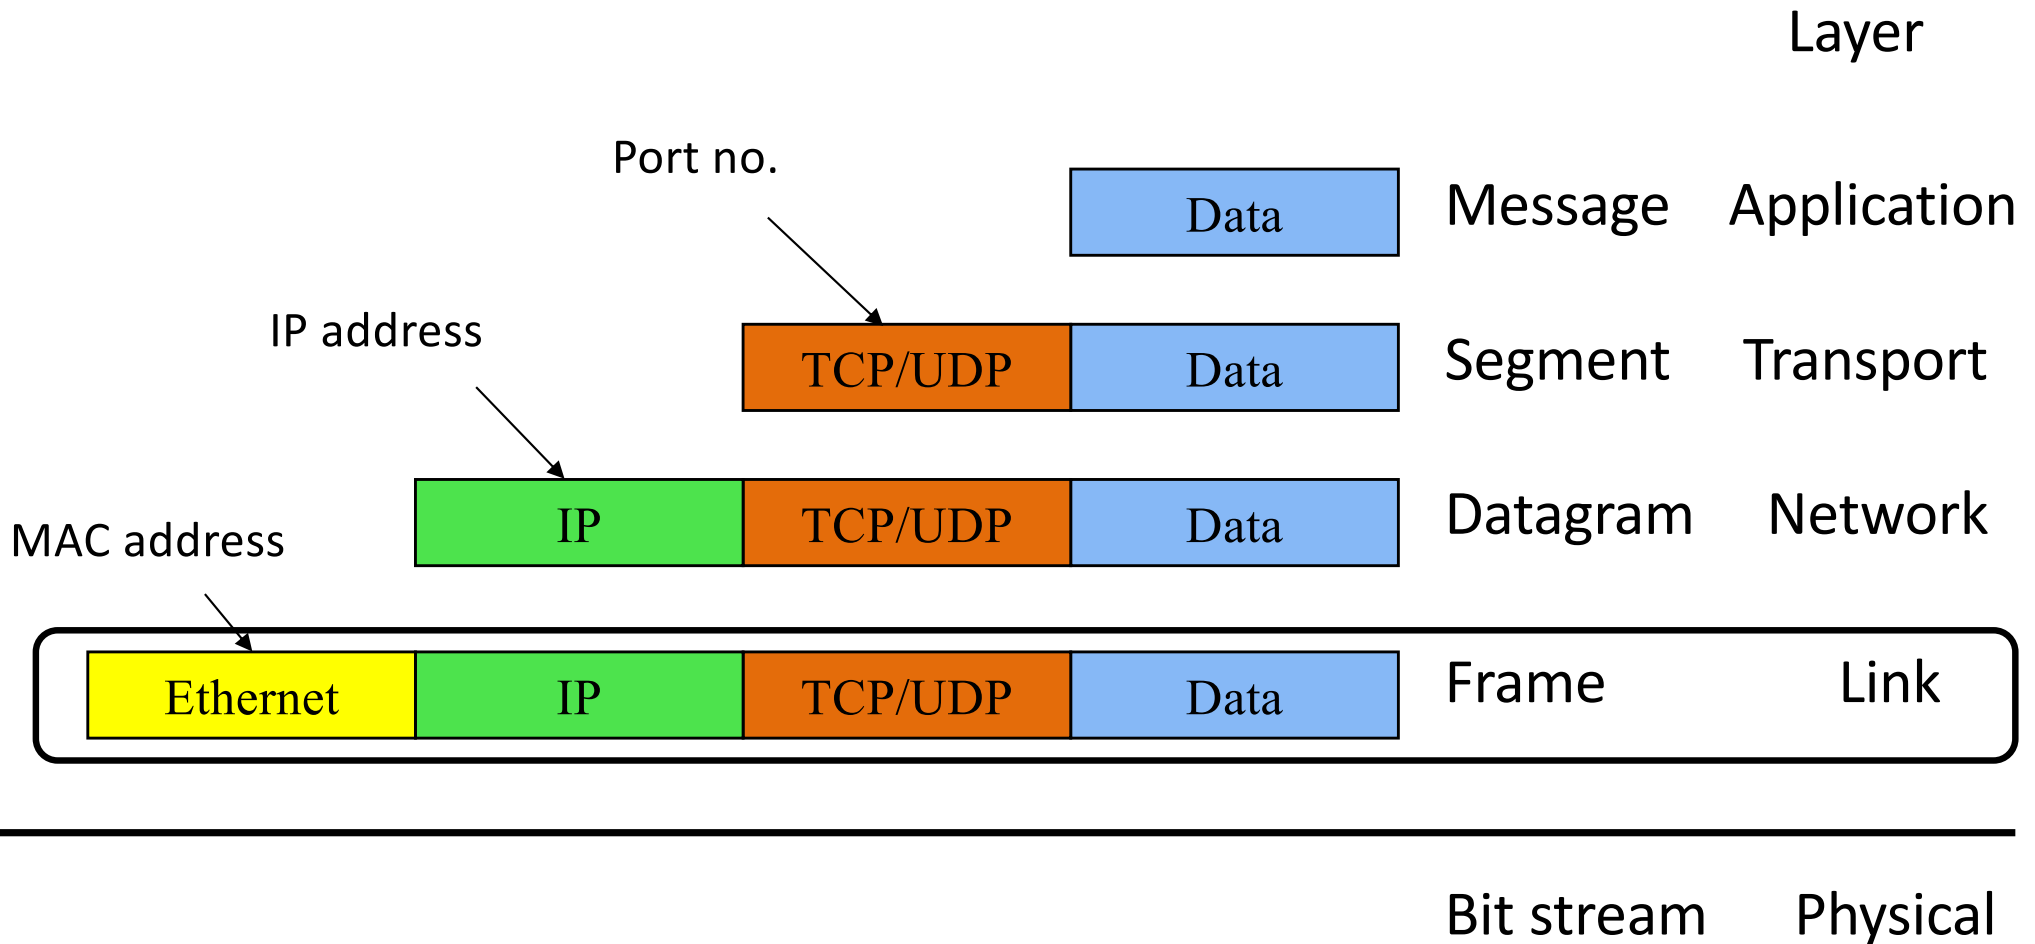 Layer
Port no.
Data Message Application
IP address
TCP/UDP Data Segment Transport
MAC address
IP TCP/UDP Data Datagram Network
Ethernet IP TCP/UDP Data Frame Link
Bit stream Physical